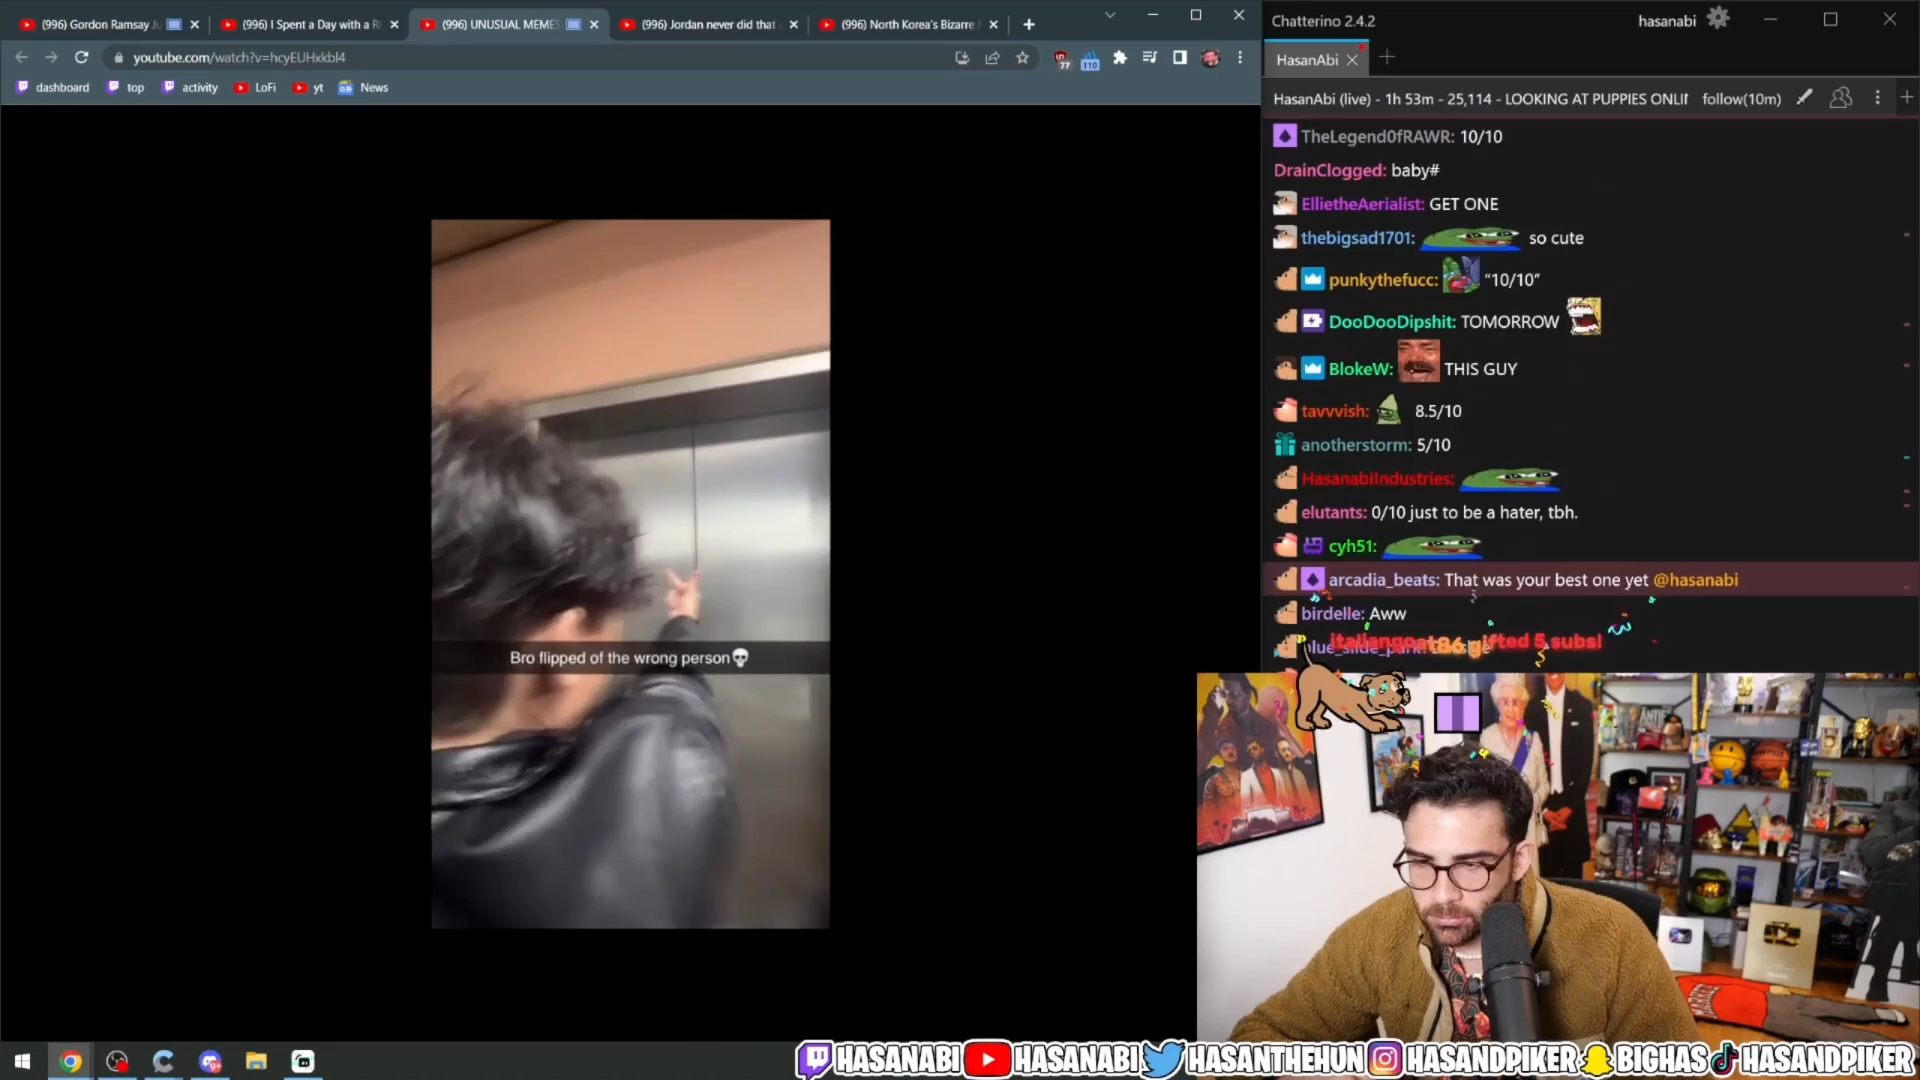 (996) Gordon Ramsay
(996) I Spent a Day with a R
(996) UNUSUAL MEMES
(996) Jordan never did that
(996) North Korea's Bizarre
youtube.com/watch?v=hcyEUHxkbl4
77
110
dashboard
top
activity
LoFi
yt
News
Bro flipped of the wrong person💀
Chatterino 2.4.2
hasanabi
HasanAbi
HasanAbi (live) - 1h 53m - 25,114 - LOOKING AT PUPPIES ONLI
follow(10m)
TheLegend0fRAWR: 10/10
DrainClogged: baby#
EllietheAerialist: GET ONE
thebigsad1701: so cute
punkythefucc: "10/10"
DooDooDipshit: TOMORROW
BlokeW: THIS GUY
tavvvish: 8.5/10
anotherstorm: 5/10
HasanabiIndustries:
elutants: 0/10 just to be a hater, tbh.
cyh51:
arcadia_beats: That was your best one yet @hasanabi
birdelle: Aww
gifted 5 subs!
HASANABI HASANABI HASANTHEHUN HASANDPIKER BIGHAS HASANDPIKER